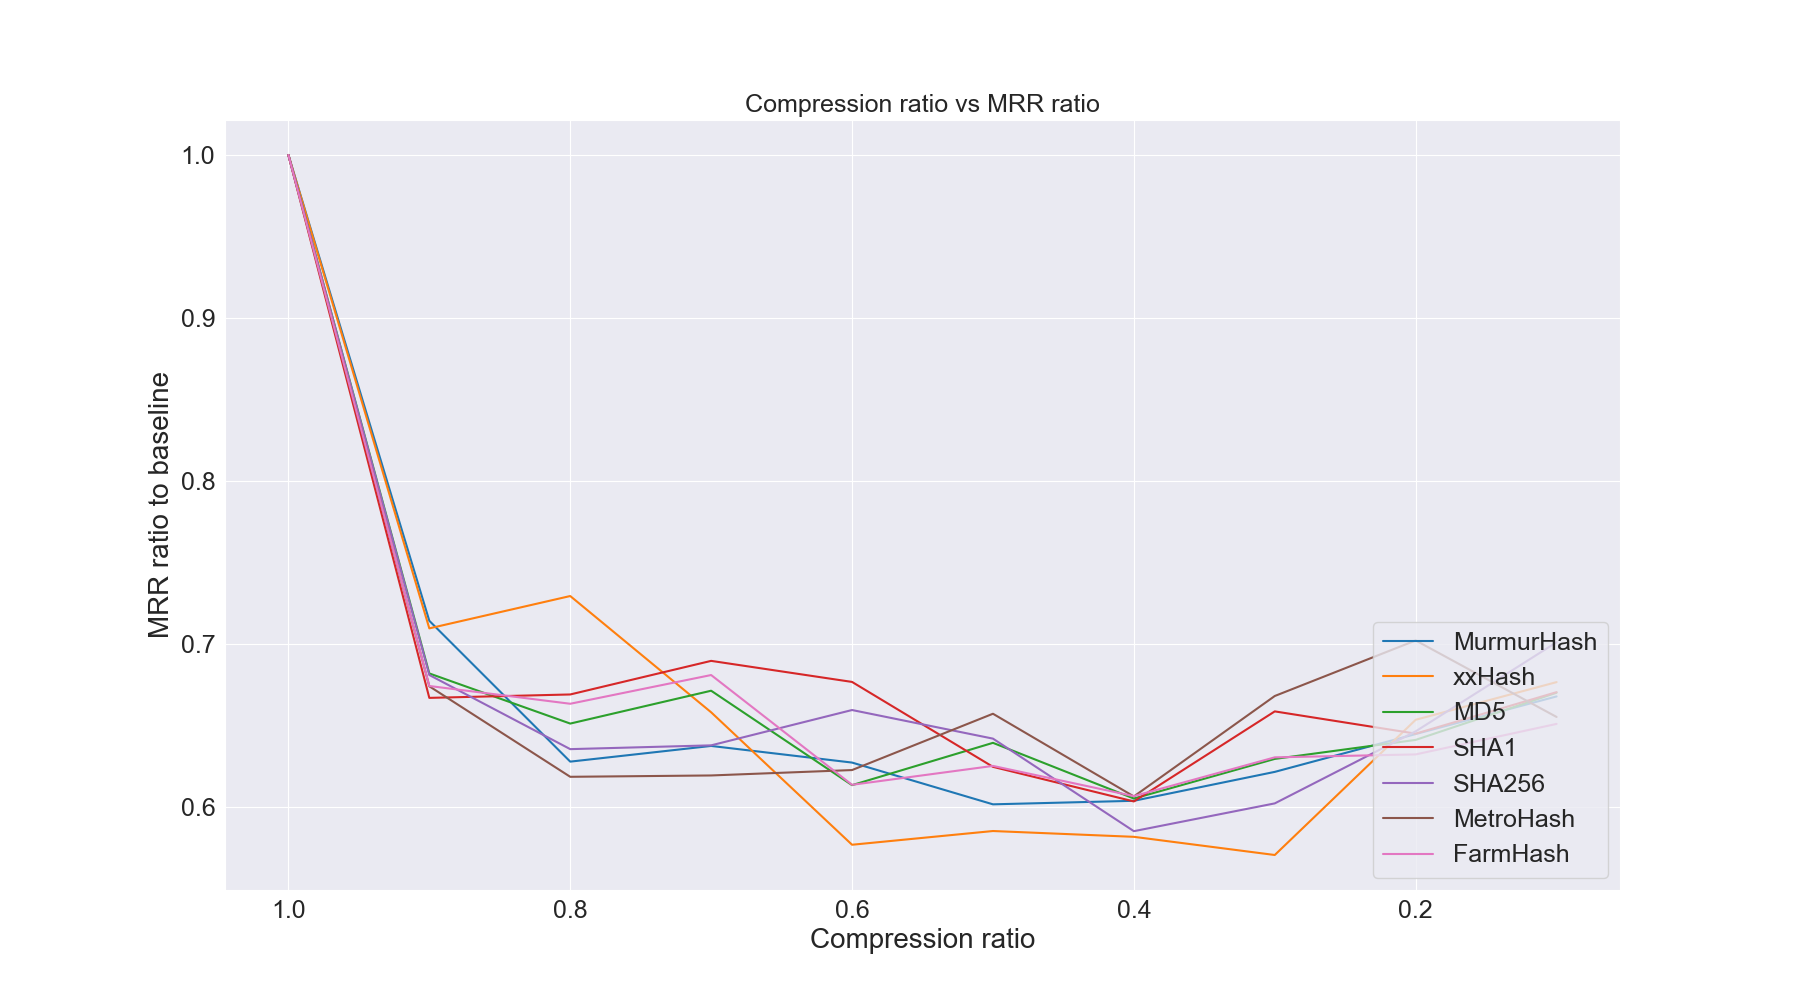 Compression ratio vs MRR ratio
MRR ratio to baseline
1.0
0.9
0.8
0.7
0.6
MurmurHash
xxHash
MD5
SHA1
SHA256
MetroHash
FarmHash
1.0 0.8 0.6 0.4 0.2
Compression ratio